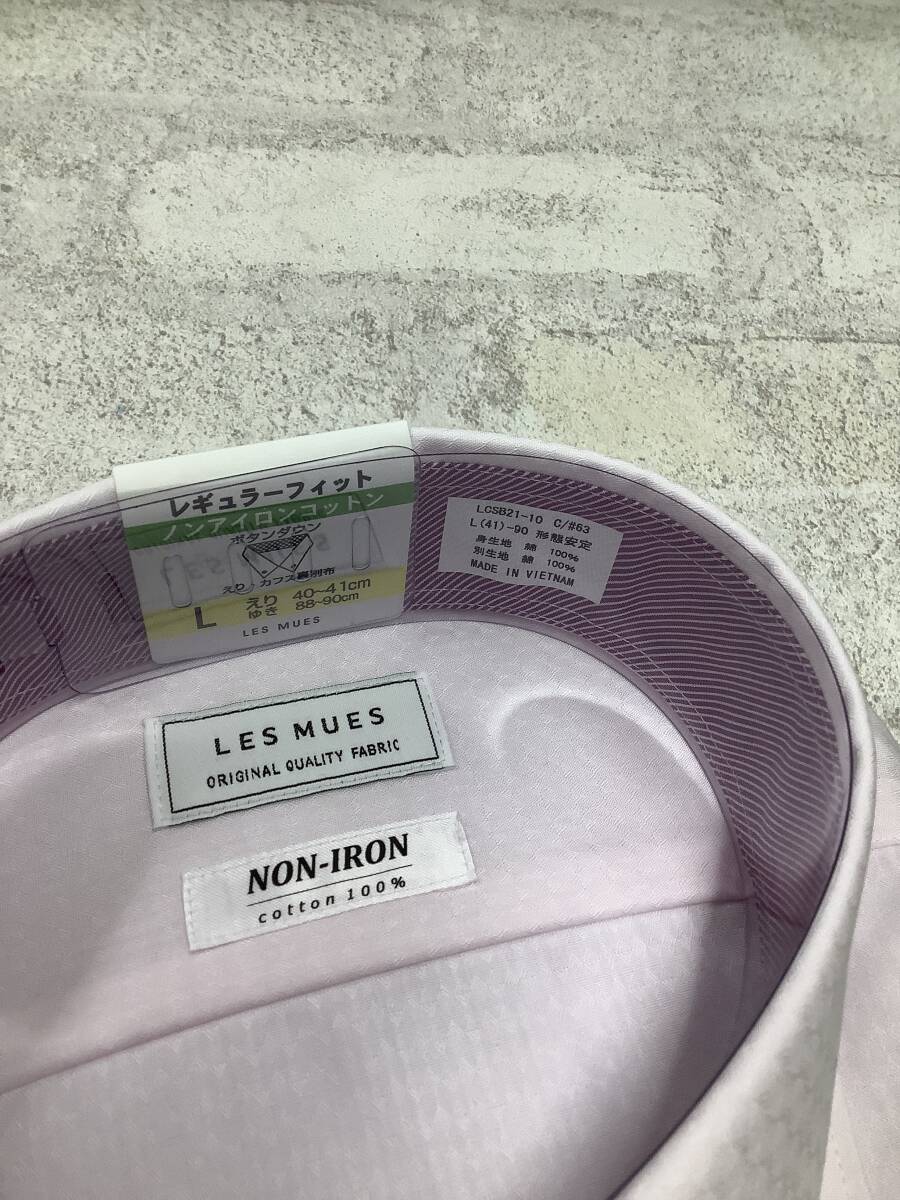 レギュラーフィット
ノンアイロンコットン
ボタンダウン
えり・カフス裏別布
L えり 40~41cm
ゆき 88~90cm
LES MUES
LCSB21-10 C/#63
L(41)-90 形態安定
身生地 綿 100%
別生地 綿 100%
MADE IN VIETNAM
LES MUES
ORIGINAL QUALITY FABRIC
NON-IRON
cotton 100%